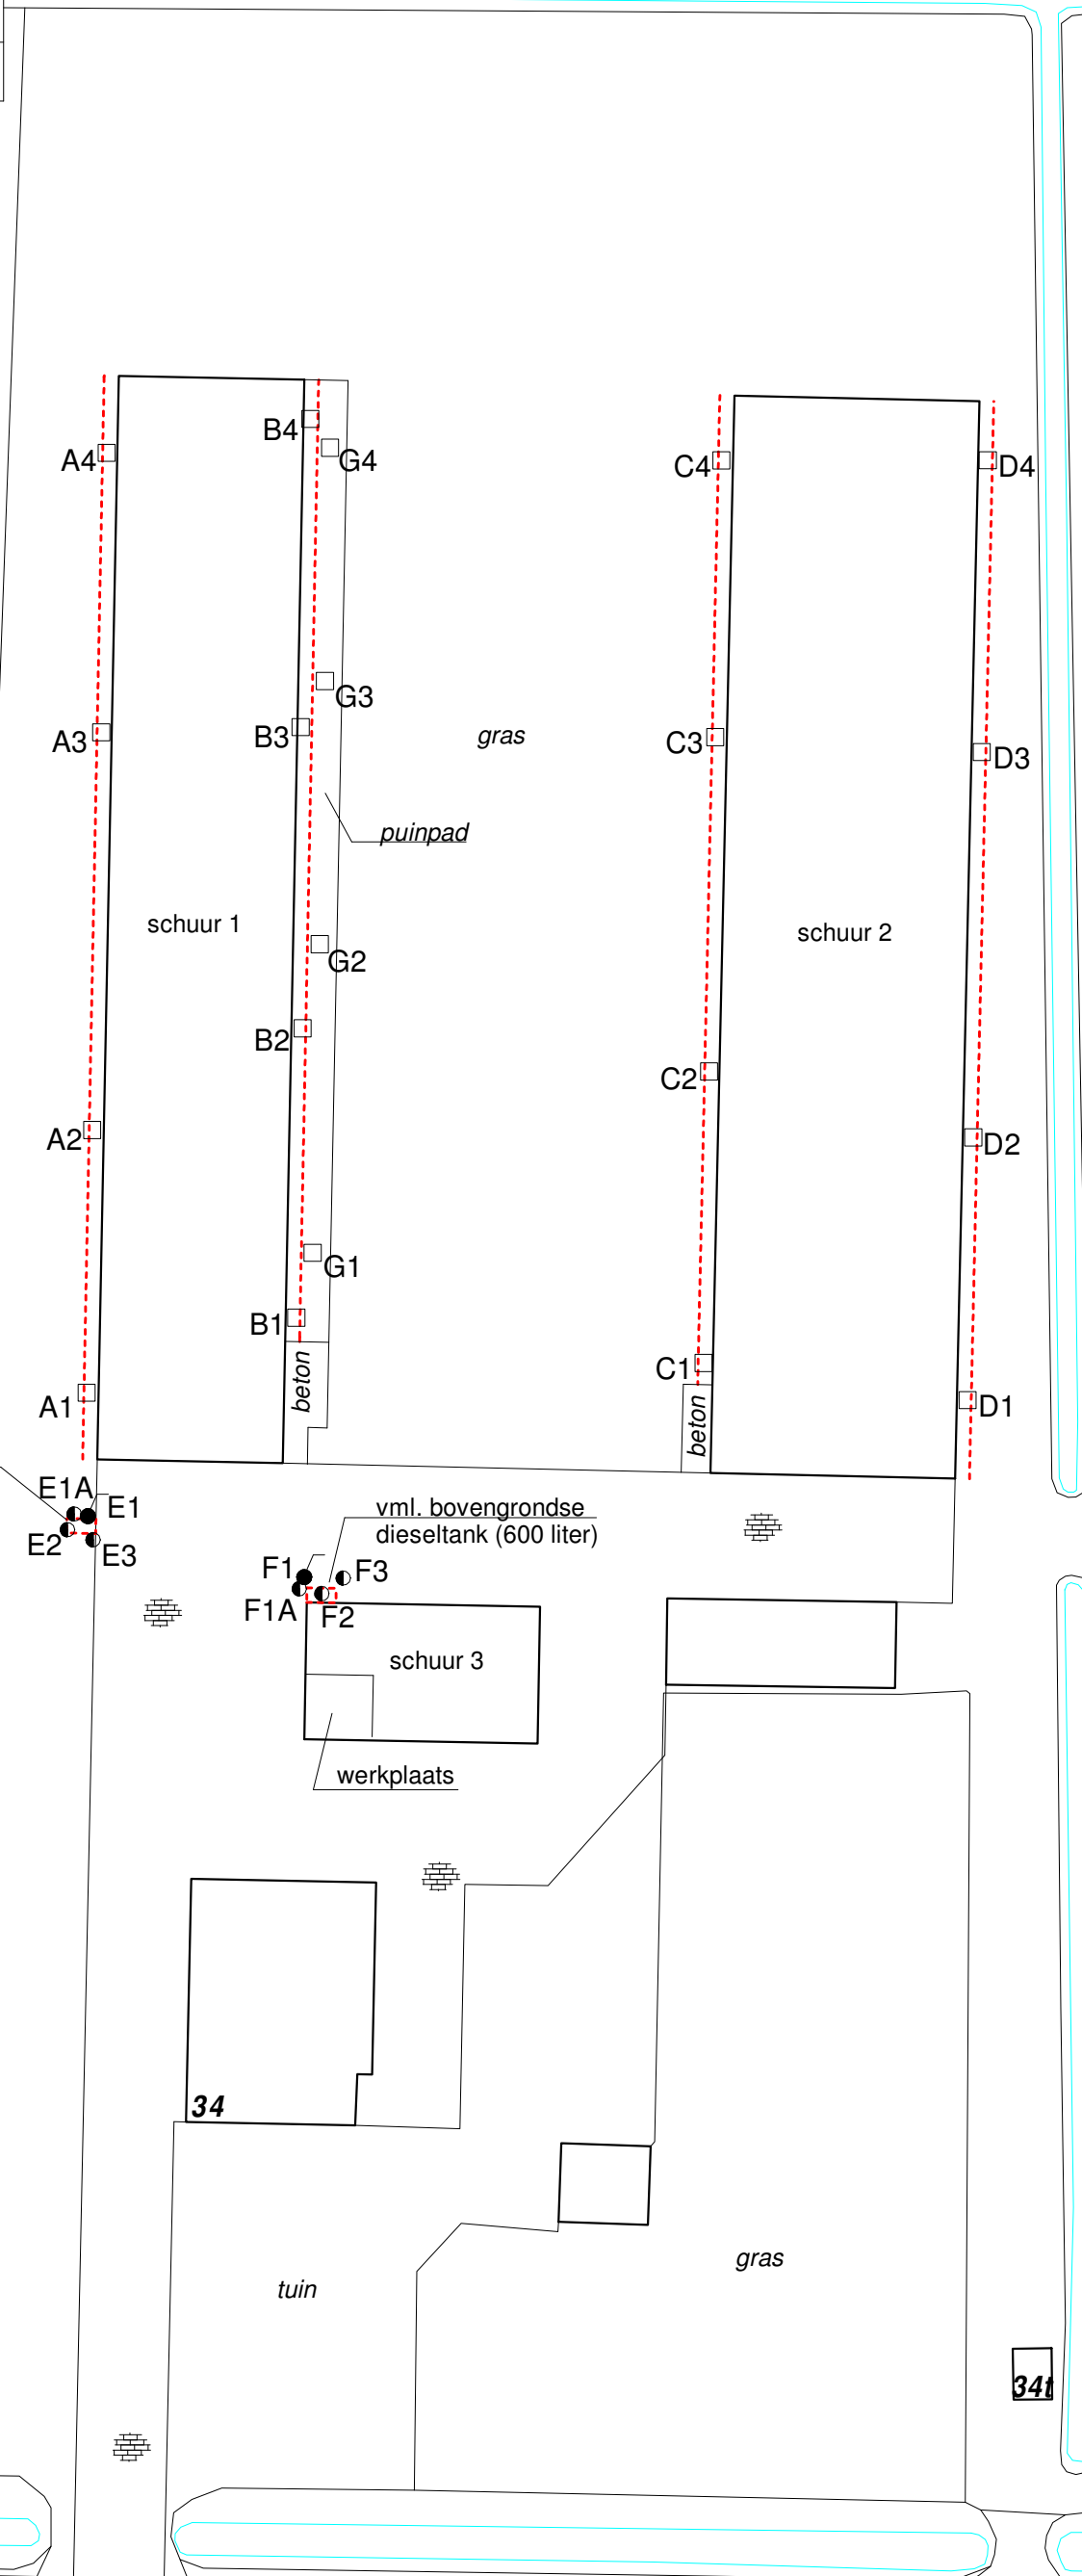 B4
A4
G4
C4
D4
G3
A3
B3
gras
C3
D3
puinpad
schuur 1
schuur 2
G2
B2
C2
A2
D2
G1
B1
C1
beton
A1
beton
D1
E1A
E1
vml. bovengrondse
dieseltank (600 liter)
E2
E3
F1
F3
F1A
F2
schuur 3
werkplaats
34
gras
tuin
34t